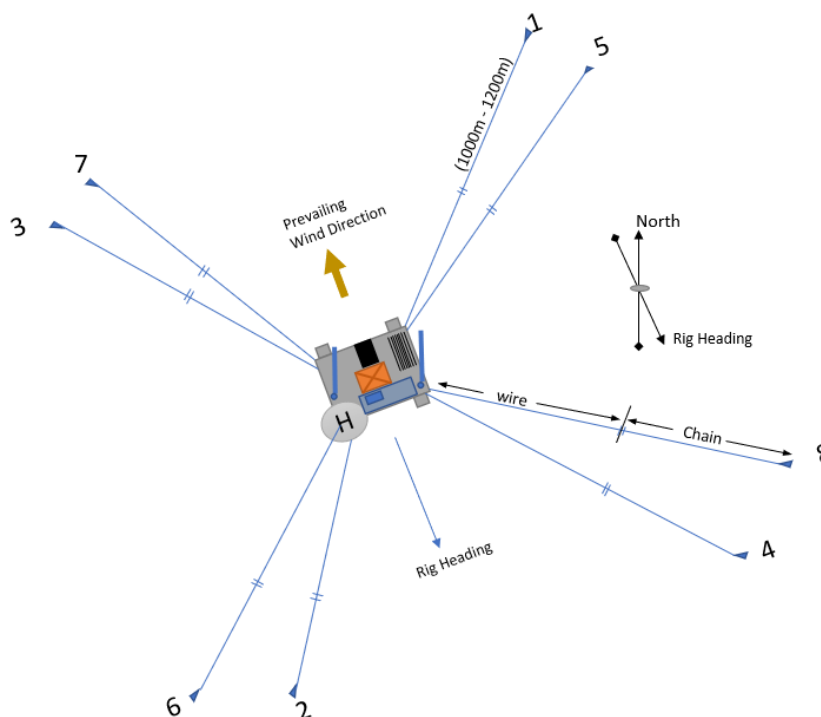 1
5
(1000m - 1200m)
7
3
Prevailing
Wind Direction
North
Rig Heading
H
wire
Chain
8
4
Rig Heading
6
2